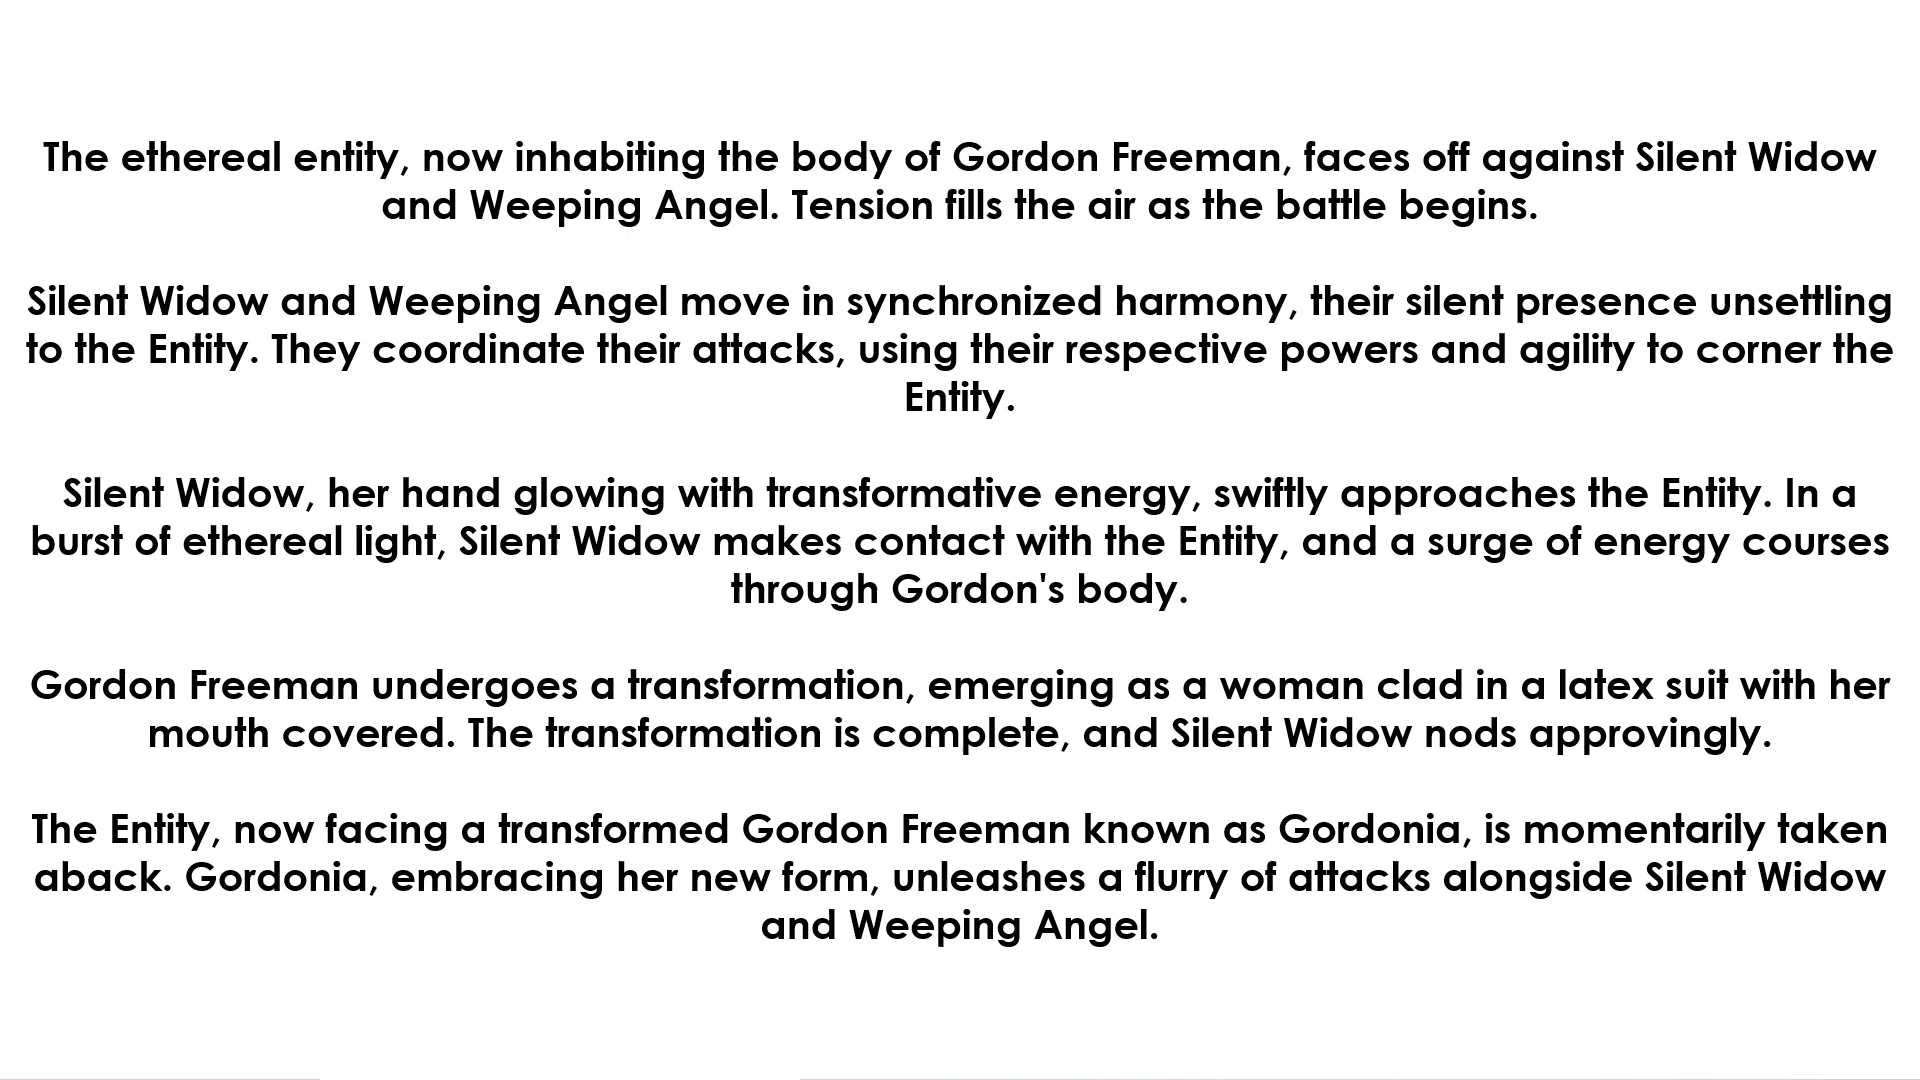 The ethereal entity, now inhabiting the body of Gordon Freeman, faces off against Silent Widow
and Weeping Angel. Tension fills the air as the battle begins.
Silent Widow and Weeping Angel move in synchronized harmony, their silent presence unsettling
to the Entity. They coordinate their attacks, using their respective powers and agility to corner the
Entity.
Silent Widow, her hand glowing with transformative energy, swiftly approaches the Entity. In a
burst of ethereal light, Silent Widow makes contact with the Entity, and a surge of energy courses
through Gordon's body.
Gordon Freeman undergoes a transformation, emerging as a woman clad in a latex suit with her
mouth covered. The transformation is complete, and Silent Widow nods approvingly.
The Entity, now facing a transformed Gordon Freeman known as Gordonia, is momentarily taken
aback. Gordonia, embracing her new form, unleashes a flurry of attacks alongside Silent Widow
and Weeping Angel.